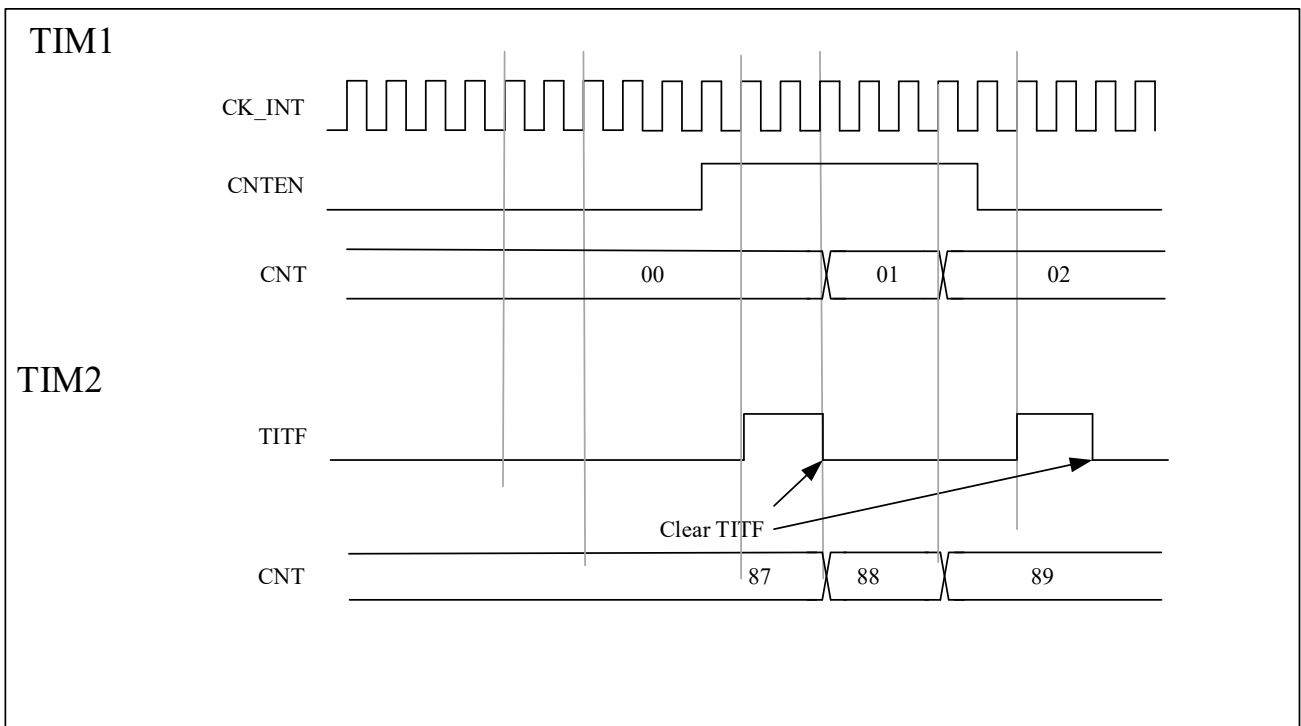 TIM1
CK_INT
CNTEN
CNT 00 01 02
TIM2
TITF
Clear TITF
CNT 87 88 89